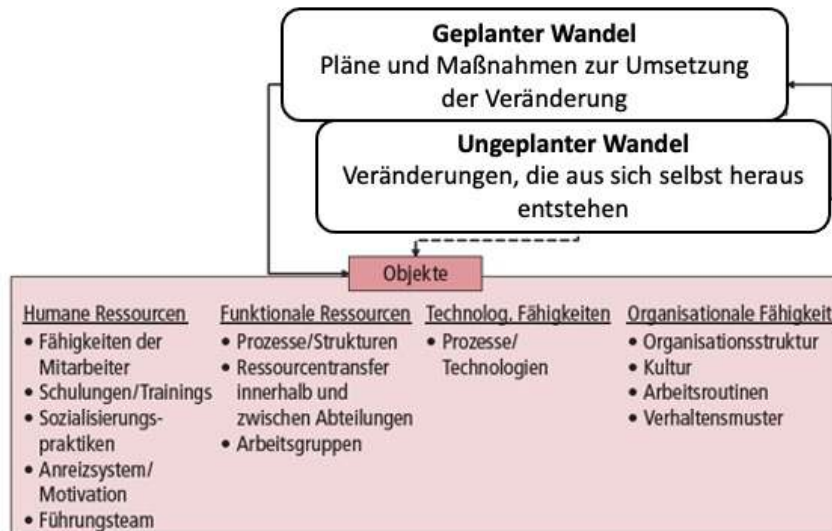 Geplanter Wandel
Pläne und Maßnahmen zur Umsetzung
der Veränderung
Ungeplanter Wandel
Veränderungen, die aus sich selbst heraus
entstehen
Objekte
Humane Ressourcen
• Fähigkeiten der
Mitarbeiter
• Schulungen/Trainings
• Sozialisierungs-
praktiken
• Anreizsystem/
Motivation
• Führungsteam
Funktionale Ressourcen
• Prozesse/Strukturen
• Ressourcentransfer
innerhalb und
zwischen Abteilungen
• Arbeitsgruppen
Technolog. Fähigkeiten
• Prozesse/
Technologien
Organisationale Fähigkeit
• Organisationsstruktur
• Kultur
• Arbeitsroutinen
• Verhaltensmuster